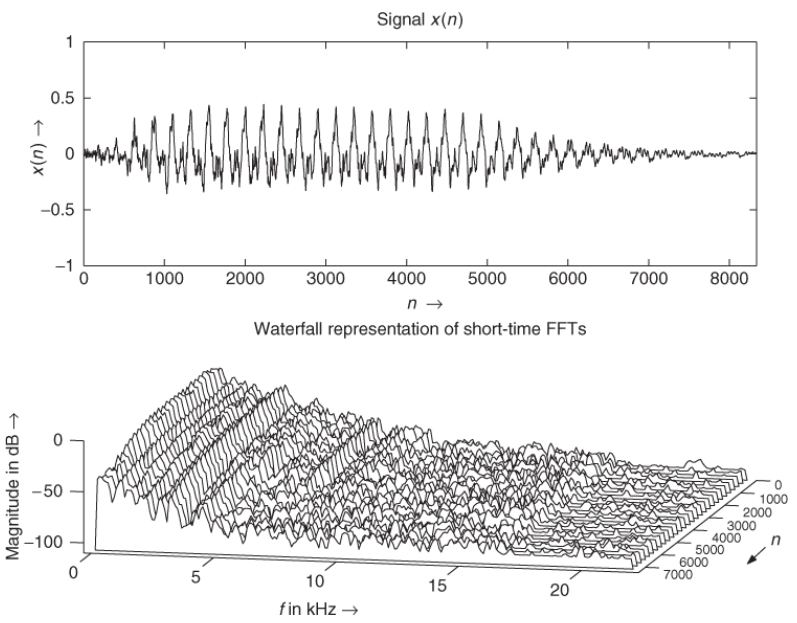 Signal x(n)
1
0.5
0
−0.5
−1
x(n) →
0 1000 2000 3000 4000 5000 6000 7000 8000
n →
Waterfall representation of short-time FFTs
Magnitude in dB →
0
−50
−100
0 5 10 15 20
f in kHz →
0
1000
2000
3000
4000
5000
6000
7000
n